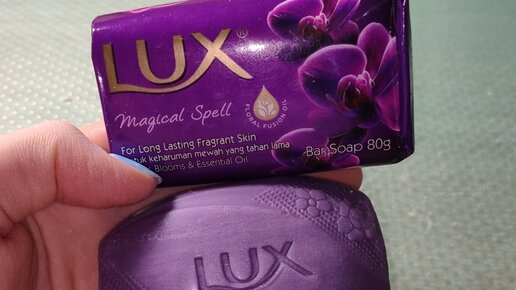 LUX®
Magical Spell
FLORAL FUSION OIL
For Long Lasting Fragrant Skin
tuk keharuman mewah yang tahan lama
Blooms & Essential Oil
Bar Soap 80g
LUX